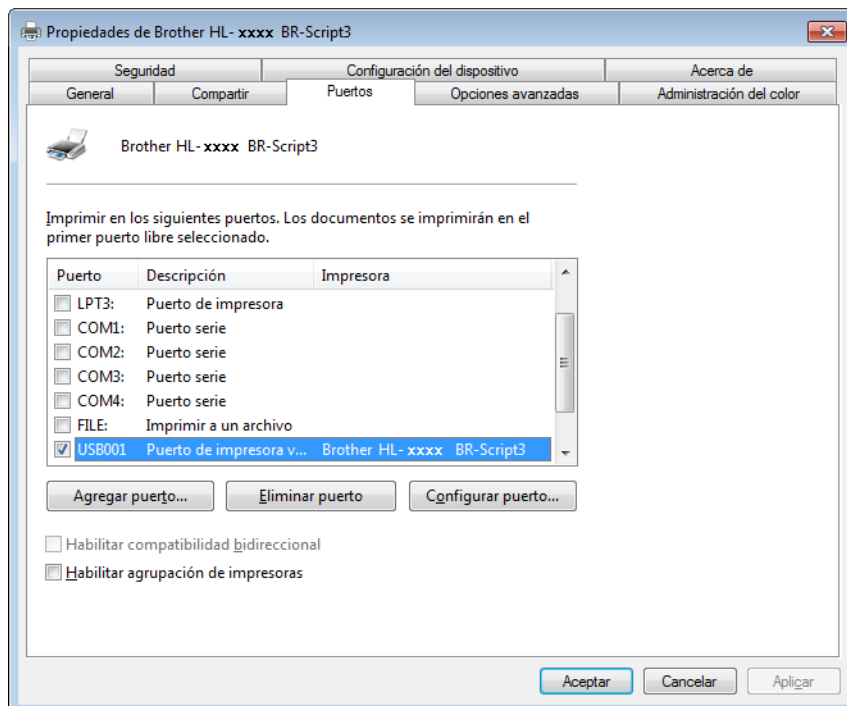 Propiedades de Brother HL- xxxx BR-Script3
Seguridad Configuración del dispositivo Acerca de
General Compartir Puertos Opciones avanzadas Administración del color
Brother HL- xxxx BR-Script3
Imprimir en los siguientes puertos. Los documentos se imprimirán en el
primer puerto libre seleccionado.
Puerto Descripción Impresora
LPT3: Puerto de impresora
COM1: Puerto serie
COM2: Puerto serie
COM3: Puerto serie
COM4: Puerto serie
FILE: Imprimir a un archivo
USB001 Puerto de impresora v... Brother HL- xxxx BR-Script3
Agregar puerto... Eliminar puerto Configurar puerto...
Habilitar compatibilidad bidireccional
Habilitar agrupación de impresoras
Aceptar Cancelar Aplicar